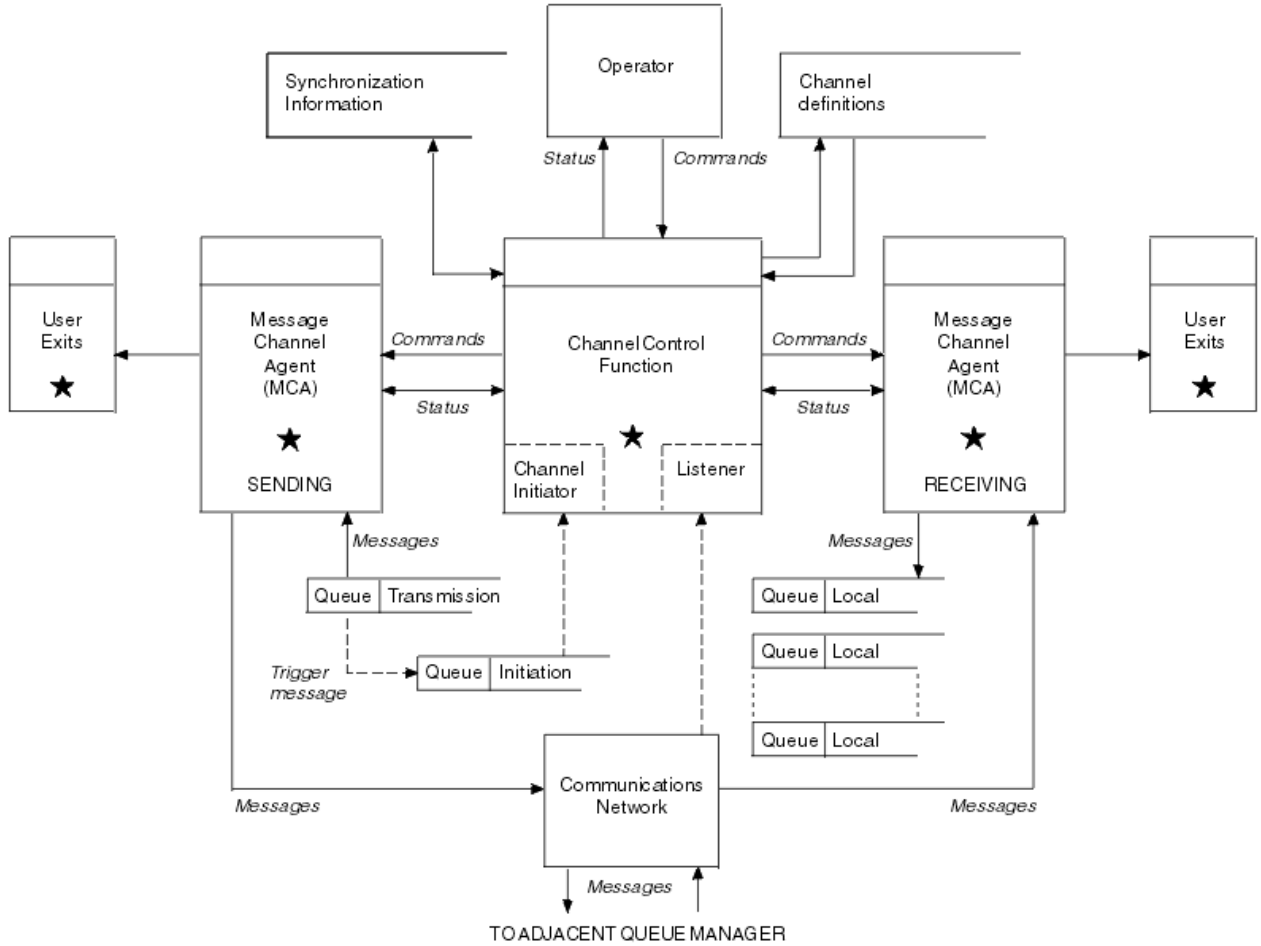 Synchronization
Information
Operator
Channel
definitions
Status
Commands
User
Exits
Message
Channel
Agent
(MCA)
SENDING
Commands
Status
Channel Control
Function
Channel
Initiator
Listener
Commands
Status
Message
Channel
Agent
(MCA)
RECEIVING
User
Exits
Messages
Queue Transmission
Trigger
message
Queue Initiation
Messages
Queue Local
Queue Local
Queue Local
Communications
Network
Messages
Messages
Messages
TO ADJACENT QUEUE MANAGER